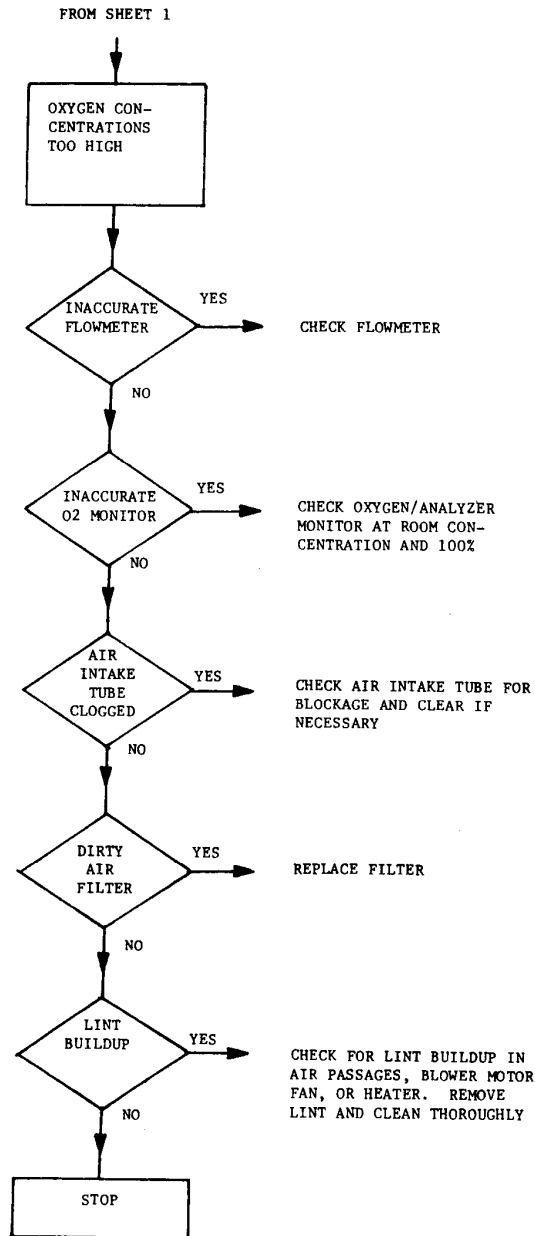 FROM SHEET 1
OXYGEN CON-
CENTRATIONS
TOO HIGH
INACCURATE
FLOWMETER
YES
CHECK FLOWMETER
NO
INACCURATE
O2 MONITOR
YES
CHECK OXYGEN/ANALYZER
MONITOR AT ROOM CON-
CENTRATION AND 100%
NO
AIR
INTAKE
TUBE
CLOGGED
YES
CHECK AIR INTAKE TUBE FOR
BLOCKAGE AND CLEAR IF
NECESSARY
NO
DIRTY
AIR
FILTER
YES
REPLACE FILTER
NO
LINT
BUILDUP
YES
CHECK FOR LINT BUILDUP IN
AIR PASSAGES, BLOWER MOTOR
FAN, OR HEATER. REMOVE
LINT AND CLEAN THOROUGHLY
NO
STOP